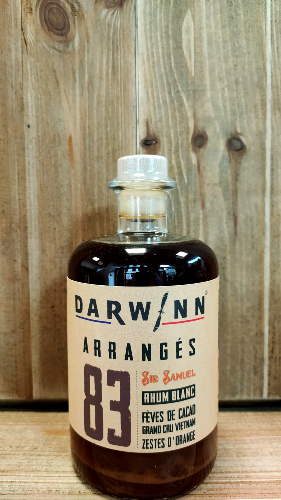 DARWINN
ARRANGÉS
83
SIR SAMUEL
RHUM BLANC
FÈVES DE CACAO
GRAND CRU VIETNAM
ZESTES D'ORANGE